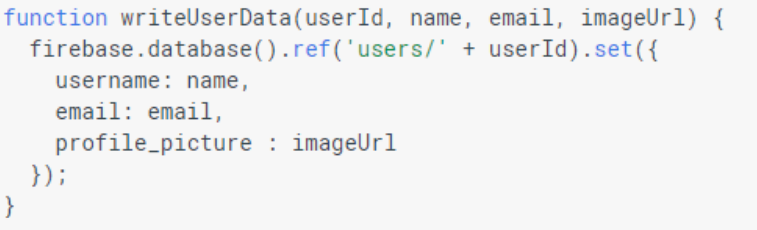 function writeUserData(userId, name, email, imageUrl) {
  firebase.database().ref('users/' + userId).set({
    username: name,
    email: email,
    profile_picture : imageUrl
  });
}